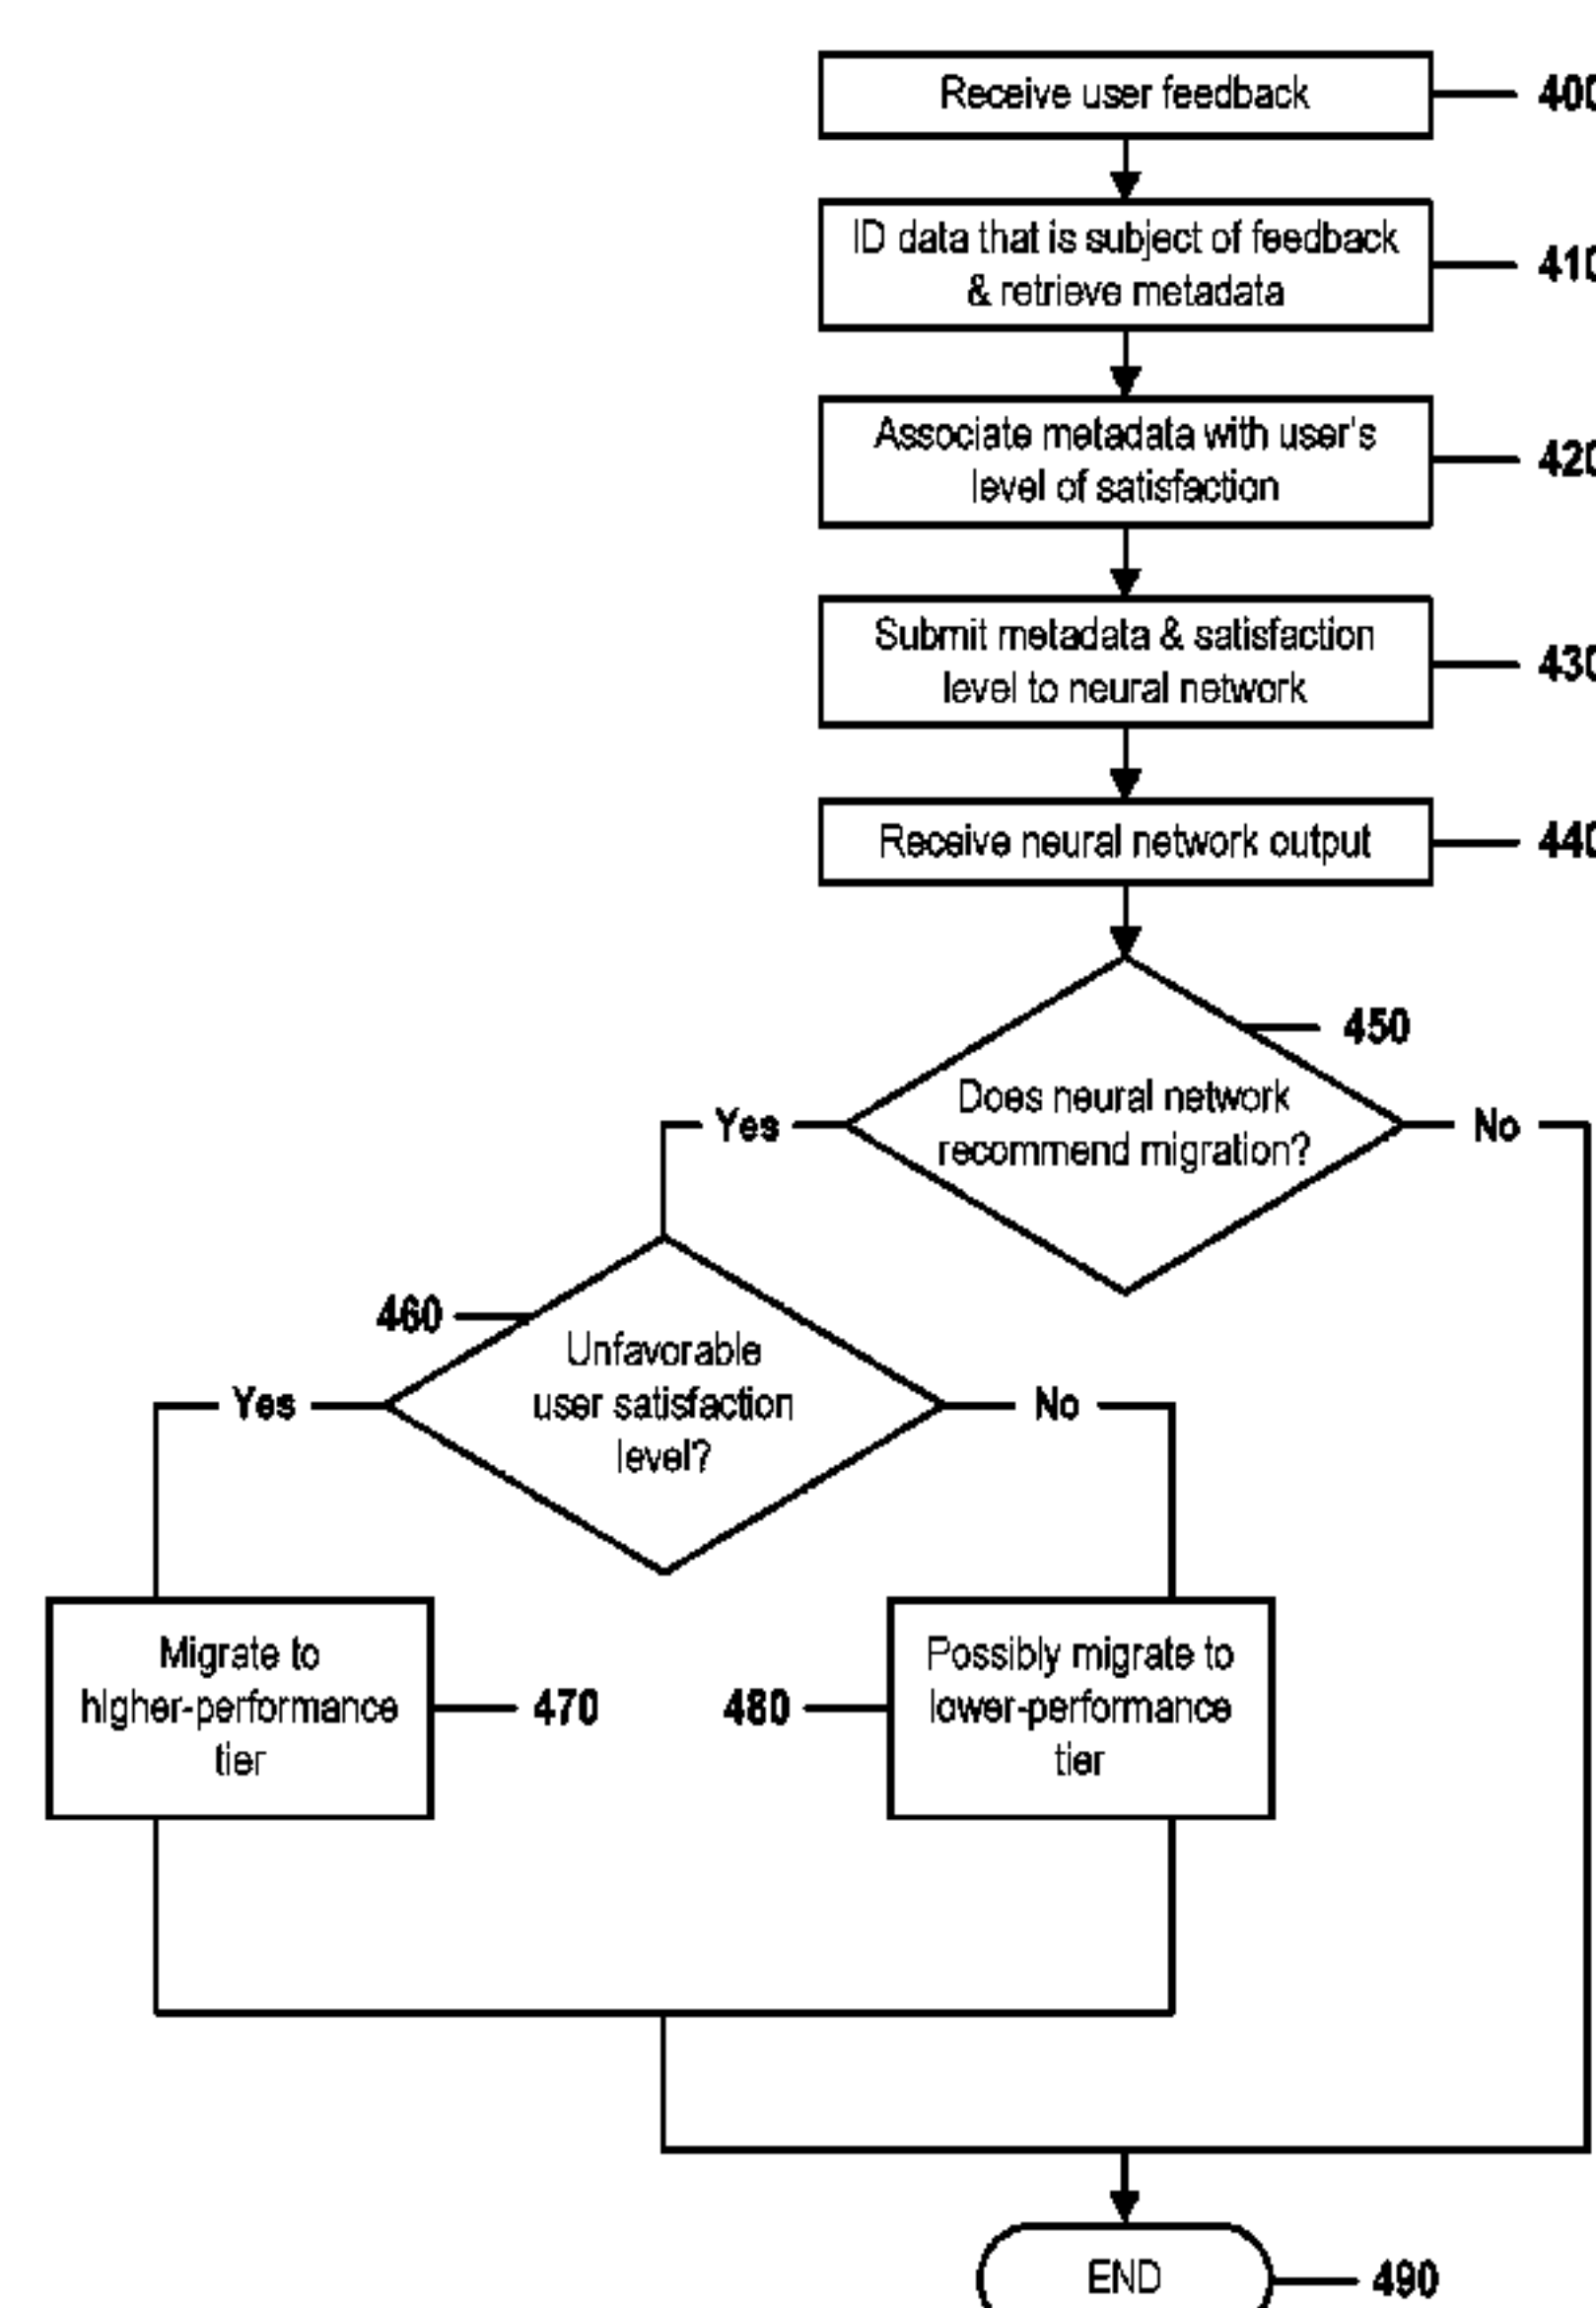 Receive user feedback
400
ID data that is subject of feedback
& retrieve metadata
410
Associate metadata with user's
level of satisfaction
420
Submit metadata & satisfaction
level to neural network
430
Receive neural network output
440
450
Does neural network
recommend migration?
Yes
No
460
Unfavorable
user satisfaction
level?
Yes
No
Migrate to
higher-performance
tier
470
480
Possibly migrate to
lower-performance
tier
END
490